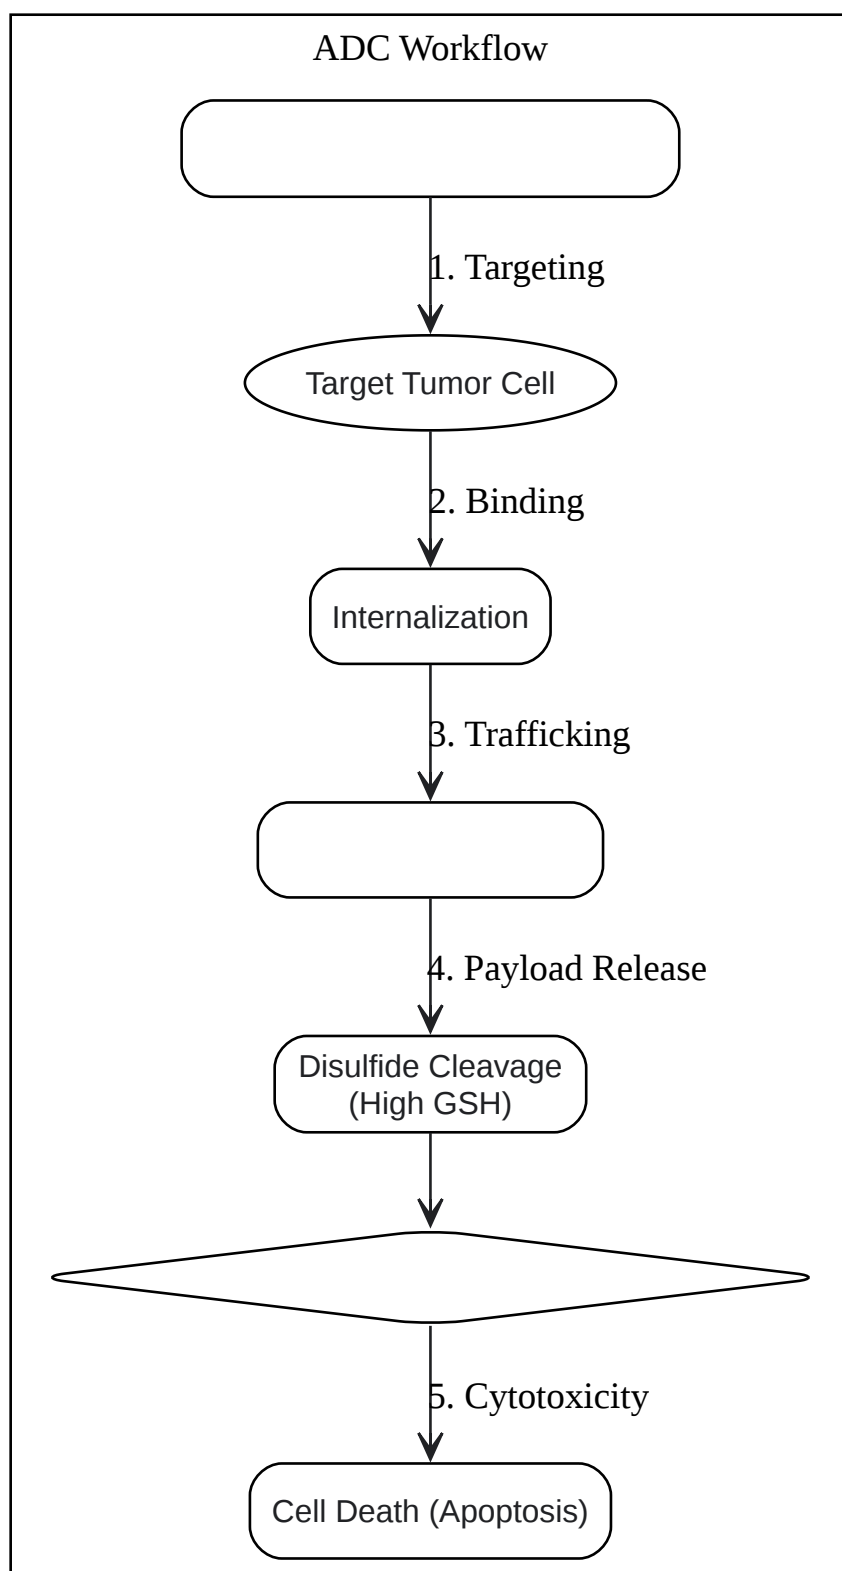 ADC Workflow
1. Targeting
Target Tumor Cell
2. Binding
Internalization
3. Trafficking
4. Payload Release
Disulfide Cleavage
(High GSH)
5. Cytotoxicity
Cell Death (Apoptosis)